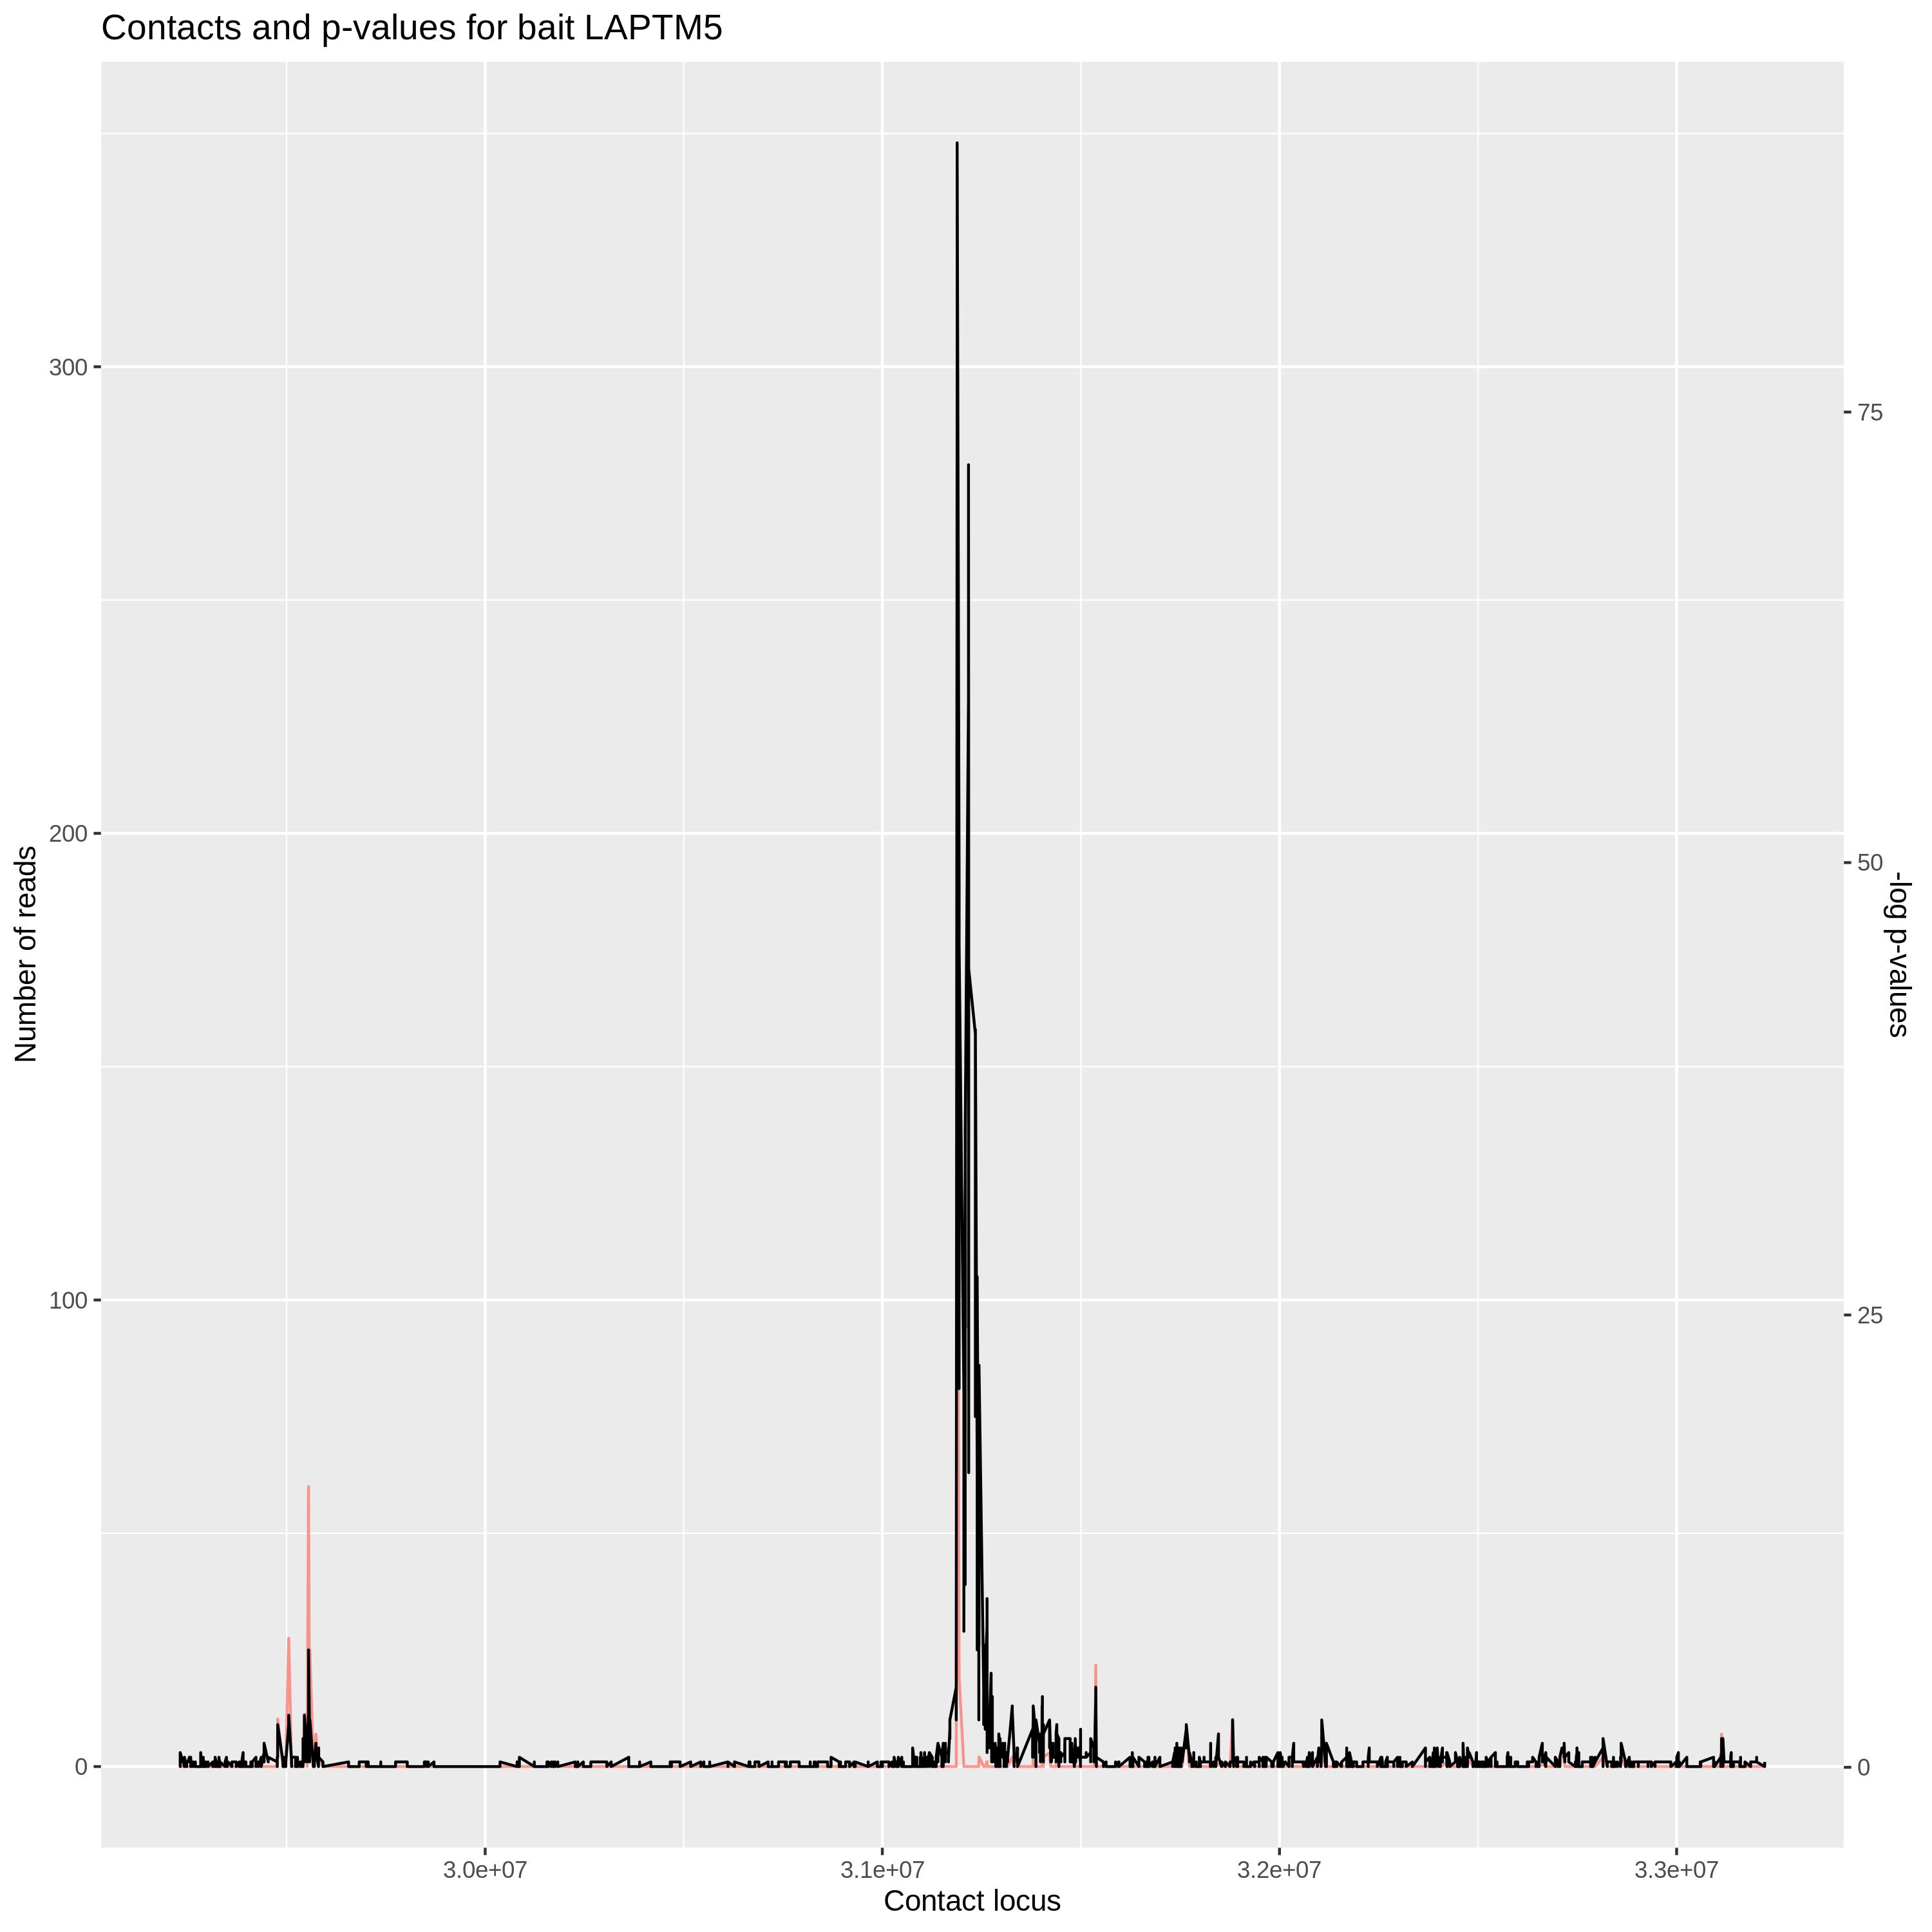 Contacts and p-values for bait LAPTM5
300
200
100
0
Number of reads
75
50
25
0
-log p-values
3.0e+07
3.1e+07
3.2e+07
3.3e+07
Contact locus